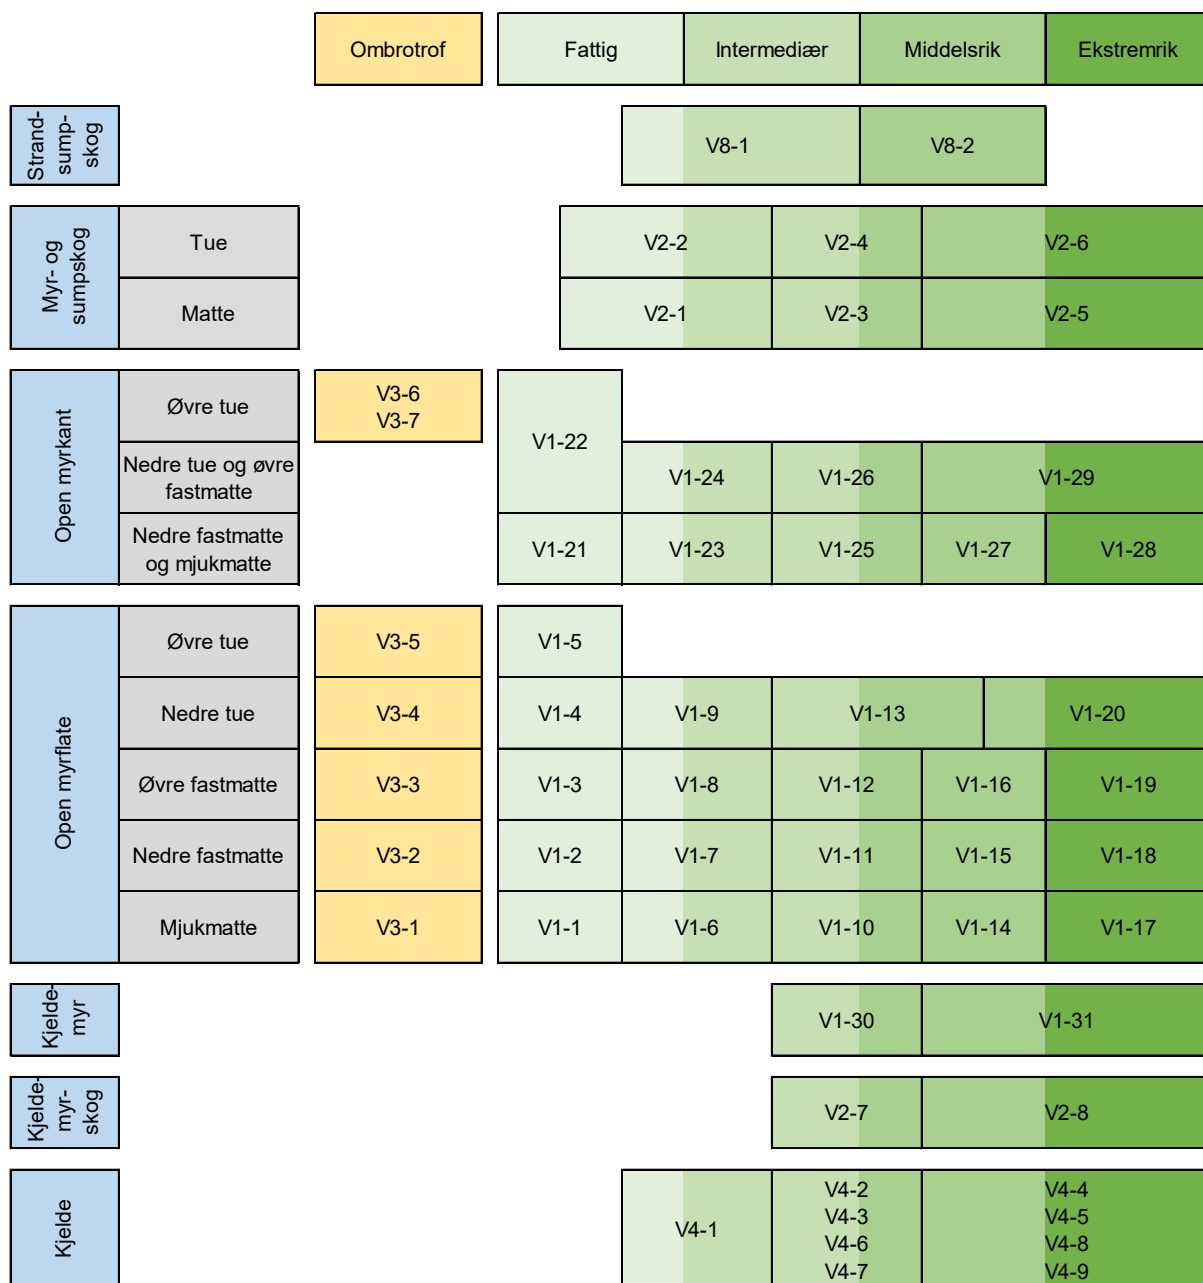 Ombrotrof
Fattig
Intermediær
Middelsrik
Ekstremrik
Strand-
sump-
skog
V8-1
V8-2
Myr- og
sumpskog
Tue
V2-2
V2-4
V2-6
Matte
V2-1
V2-3
V2-5
Open myrkant
Øvre tue
V3-6
V3-7
V1-22
Nedre tue og øvre
fastmatte
V1-24
V1-26
V1-29
Nedre fastmatte
og mjukmatte
V1-21
V1-23
V1-25
V1-27
V1-28
Open myrflate
Øvre tue
V3-5
V1-5
Nedre tue
V3-4
V1-4
V1-9
V1-13
V1-20
Øvre fastmatte
V3-3
V1-3
V1-8
V1-12
V1-16
V1-19
Nedre fastmatte
V3-2
V1-2
V1-7
V1-11
V1-15
V1-18
Mjukmatte
V3-1
V1-1
V1-6
V1-10
V1-14
V1-17
Kjelde-
myr
V1-30
V1-31
Kjelde-
myr-
skog
V2-7
V2-8
Kjelde
V4-1
V4-2
V4-3
V4-6
V4-7
V4-4
V4-5
V4-8
V4-9